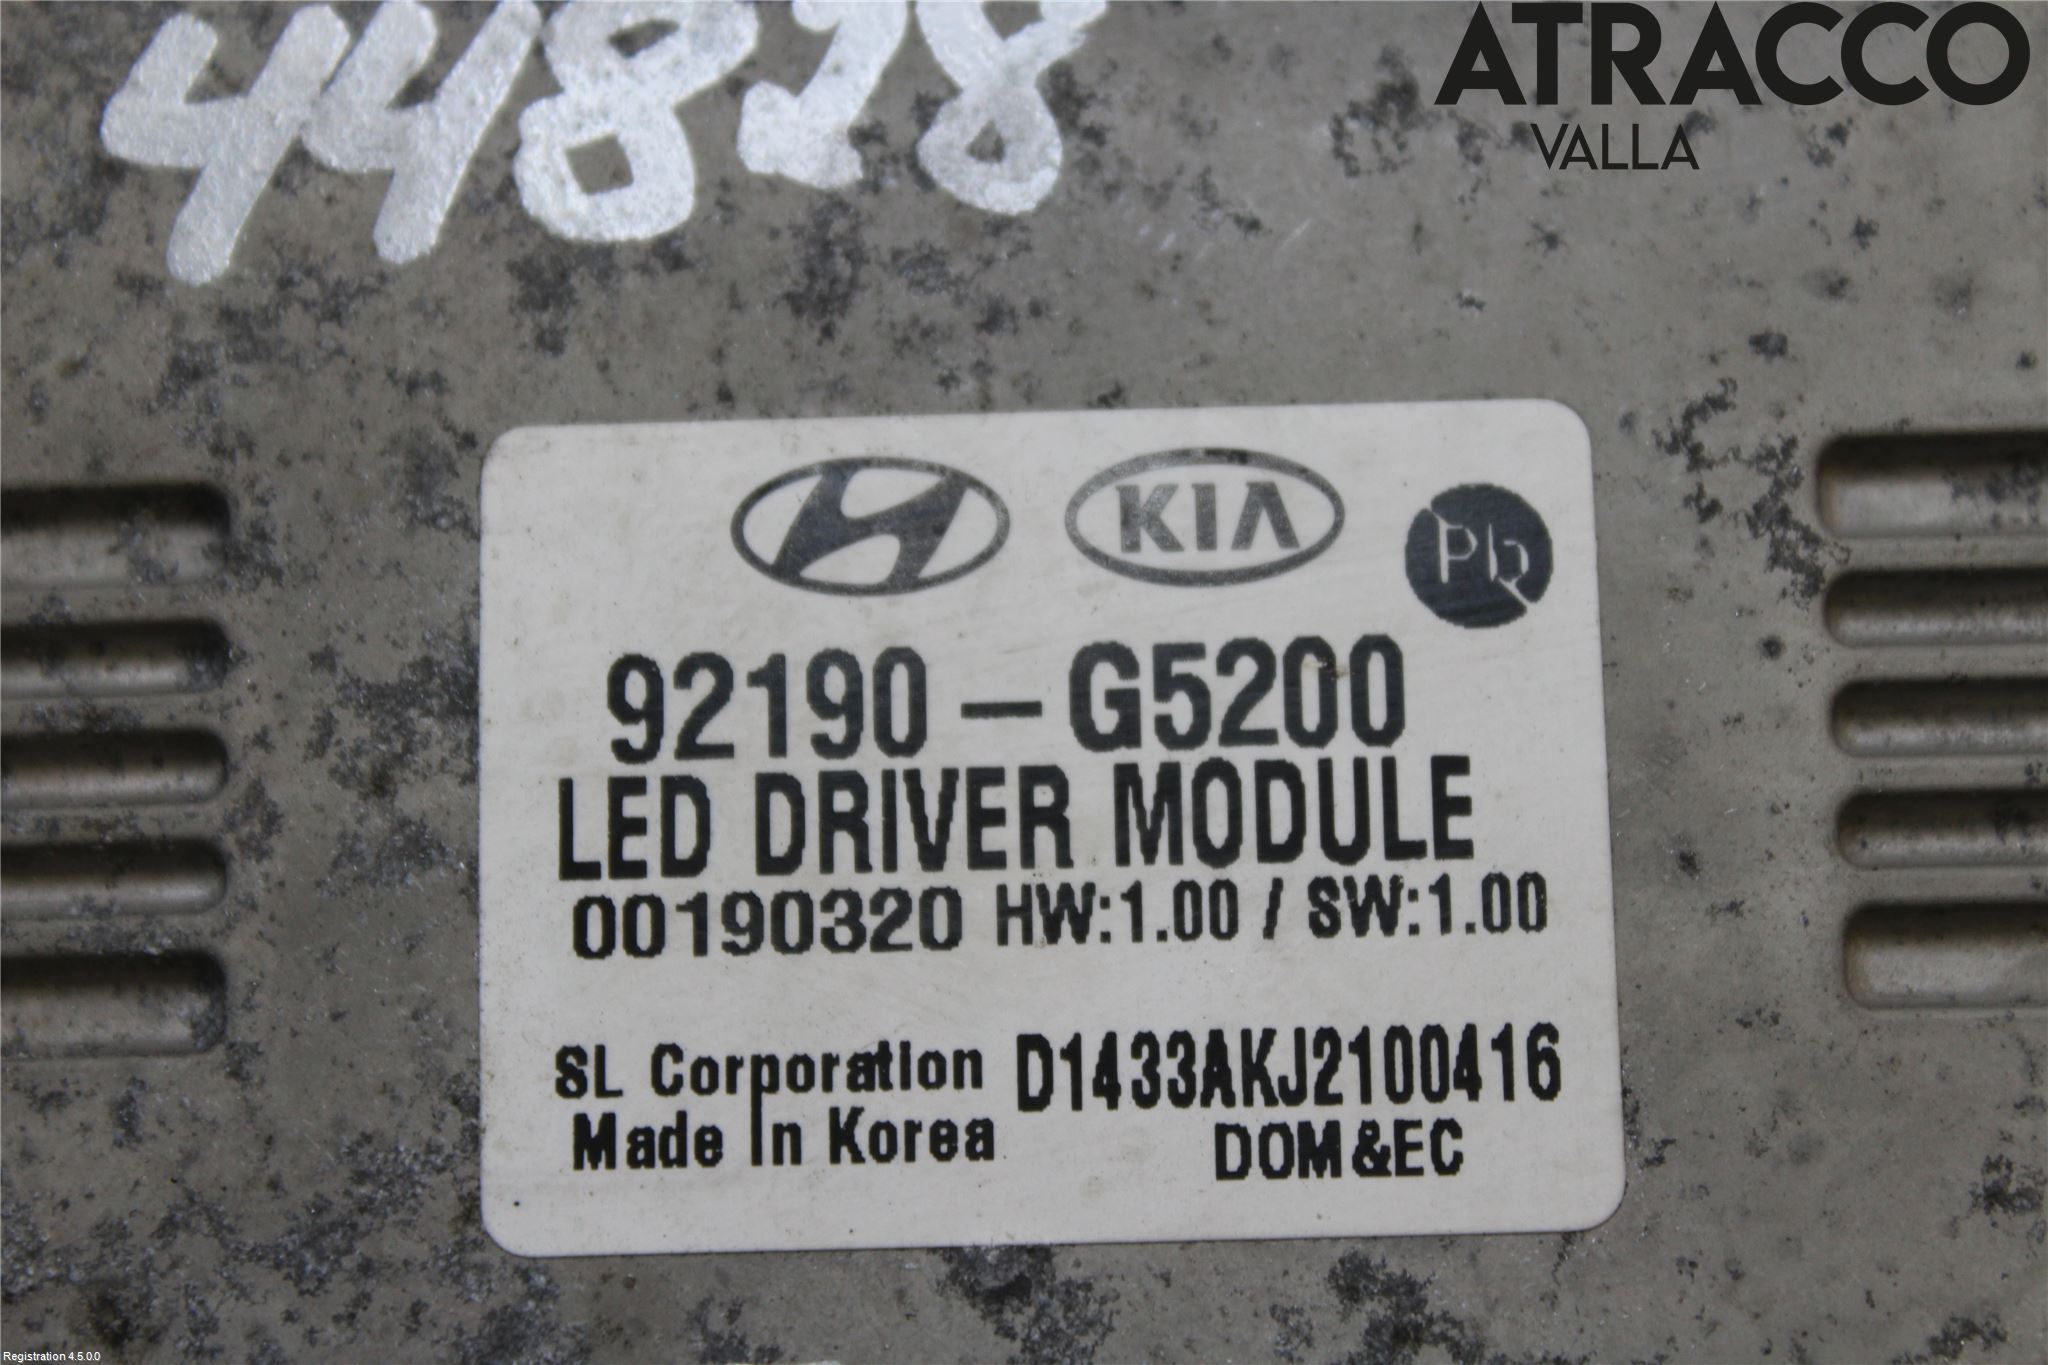 ATRACCO
VALLA
KIA
Pb
92190-G5200
LED DRIVER MODULE
00190320 HW:1.00 / SW:1.00
SL Corporation D1433AKJ2100416
Made In Korea DOM&EC
Registration 4.5.0.0